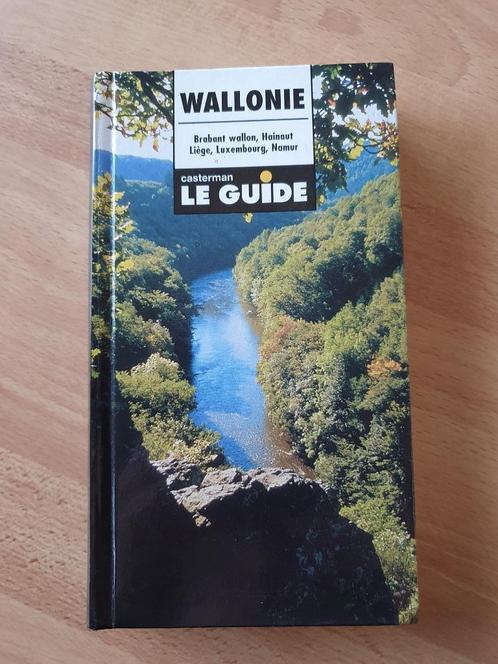 WALLONIE
Brabant wallon, Hainaut
Liège, Luxembourg, Namur
casterman
LE GUIDE